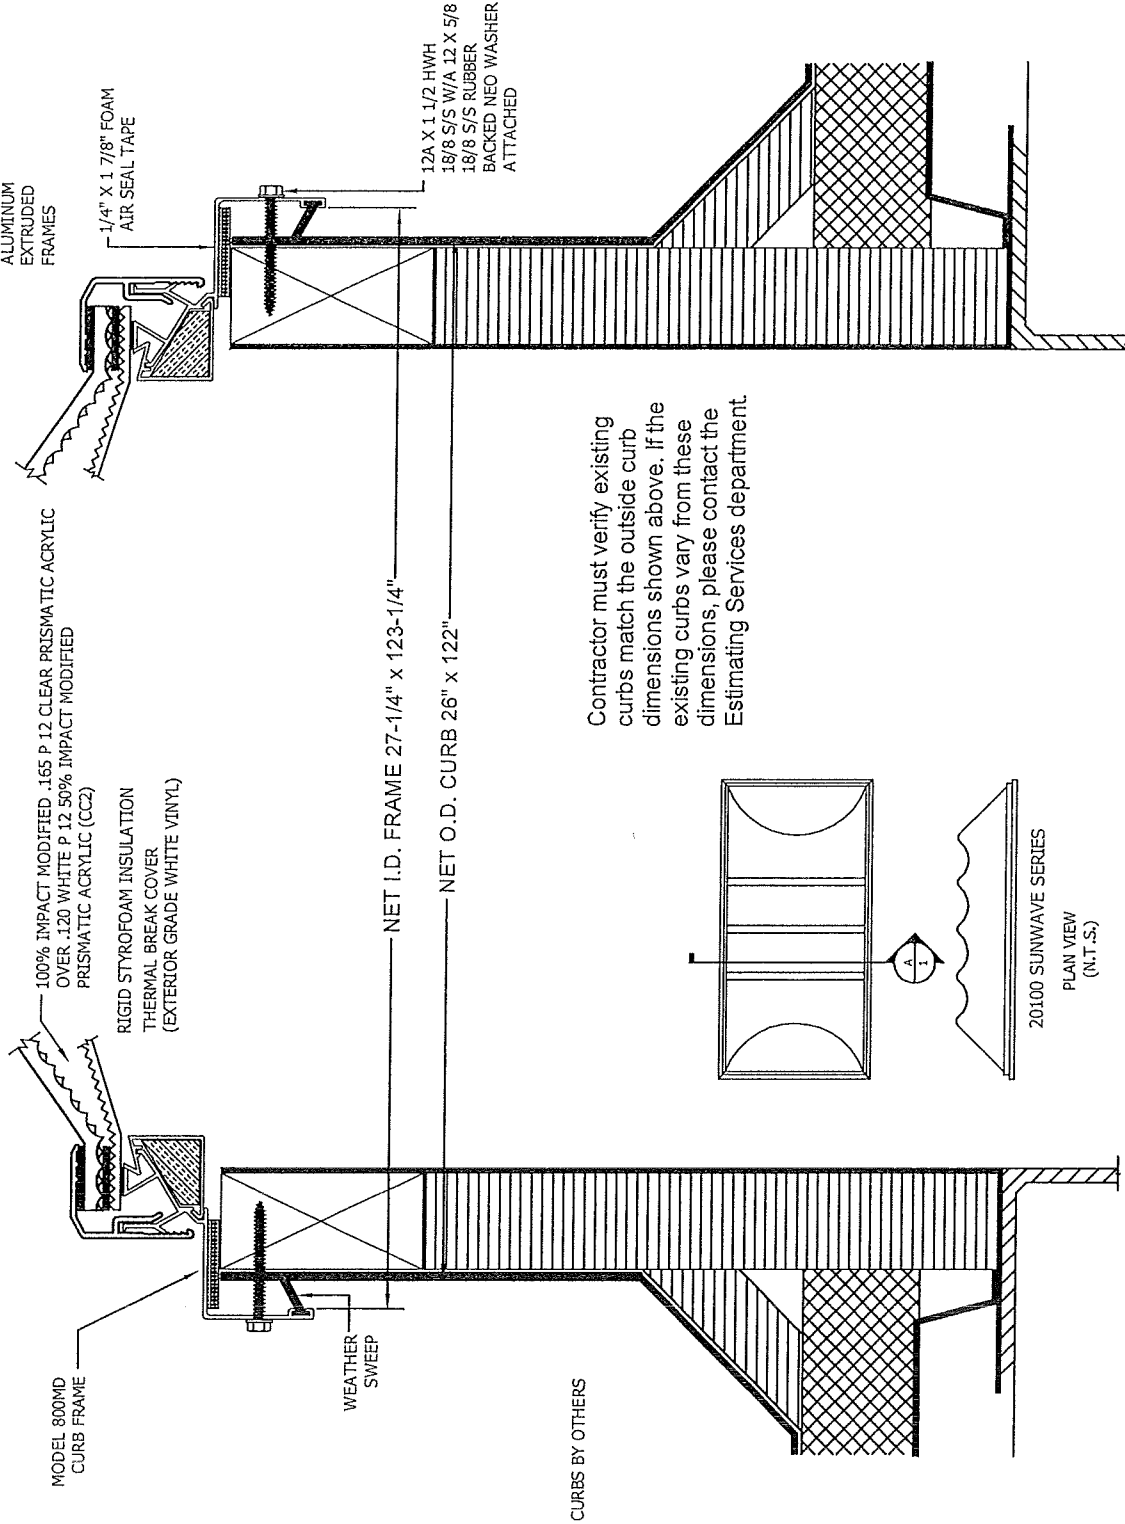 MODEL 800MD
CURB FRAME
100% IMPACT MODIFIED .165 P 12 CLEAR PRISMATIC ACRYLIC
OVER .120 WHITE P 12 50% IMPACT MODIFIED
PRISMATIC ACRYLIC (CC2)
RIGID STYROFOAM INSULATION
THERMAL BREAK COVER
(EXTERIOR GRADE WHITE VINYL)
ALUMINUM
EXTRUDED
FRAMES
1/4" X 1 7/8" FOAM
AIR SEAL TAPE
WEATHER
SWEEP
12A X 1 1/2 HWH
18/8 S/S W/A 12 X 5/8
18/8 S/S RUBBER
BACKED NEO WASHER
ATTACHED
NET I.D. FRAME 27-1/4" x 123-1/4"
NET O.D. CURB 26" x 122"
CURBS BY OTHERS
Contractor must verify existing
curbs match the outside curb
dimensions shown above. If the
existing curbs vary from these
dimensions, please contact the
Estimating Services department.
A
1
20100 SUNWAVE SERIES
PLAN VIEW
(N.T.S.)